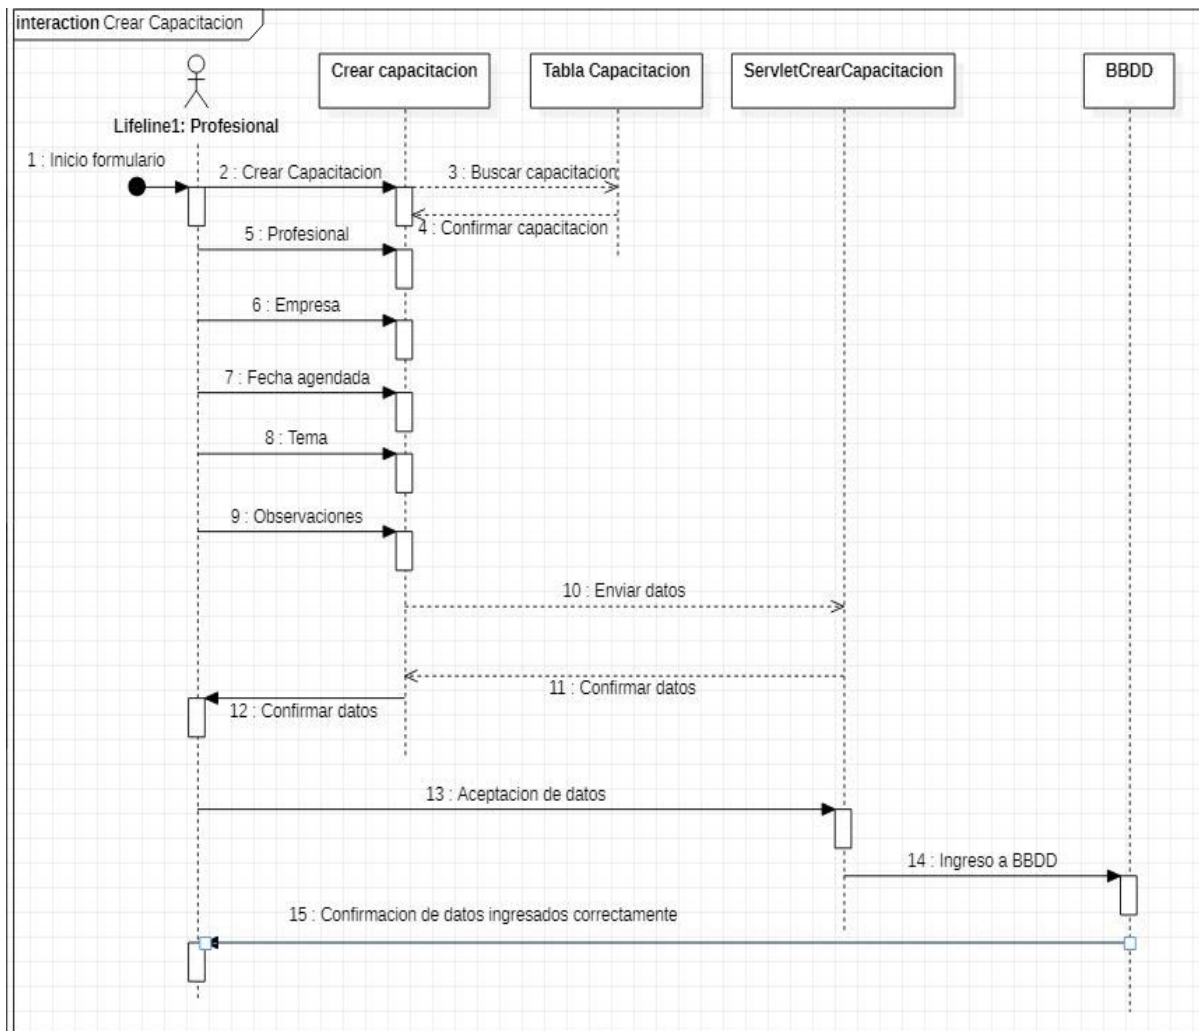 interaction Crear Capacitacion
Crear capacitacion
Tabla Capacitacion
ServletCrearCapacitacion
BBDD
Lifeline1: Profesional
1 : Inicio formulario
2 : Crear Capacitacion
3 : Buscar capacitacion
4 : Confirmar capacitacion
5 : Profesional
6 : Empresa
7 : Fecha agendada
8 : Tema
9 : Observaciones
10 : Enviar datos
11 : Confirmar datos
12 : Confirmar datos
13 : Aceptacion de datos
14 : Ingreso a BBDD
15 : Confirmacion de datos ingresados correctamente